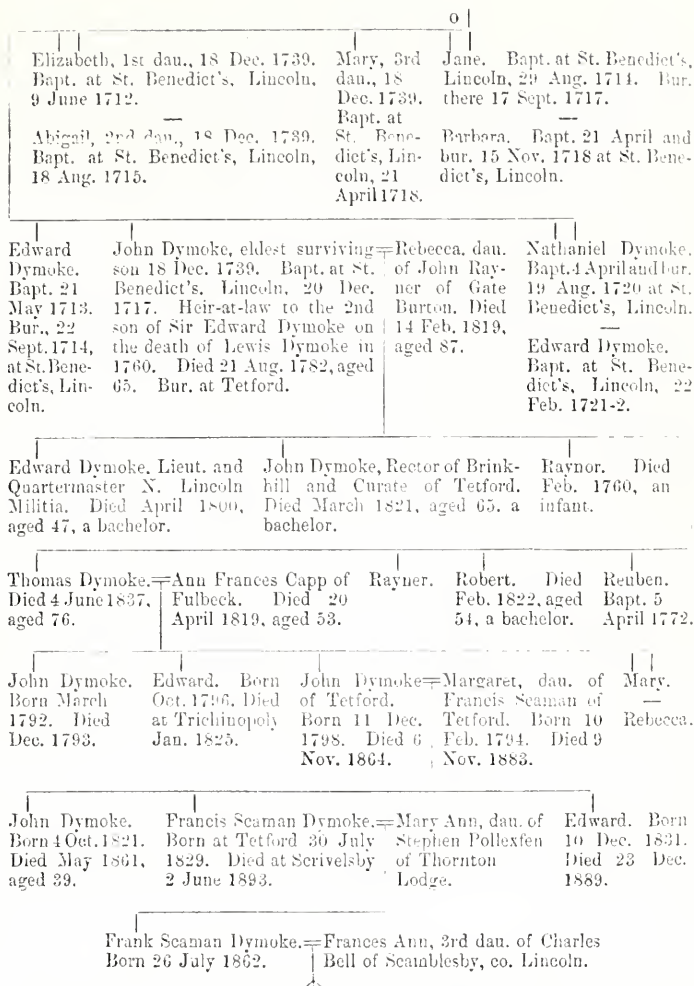 o
Elizabeth, 1st dau., 18 Dec. 1739.
Bapt. at St. Benedict's, Lincoln,
9 June 1712.
—
Abigail, 2nd dau., 18 Dec. 1739.
Bapt. at St. Benedict's, Lincoln,
18 Aug. 1715.
Mary, 3rd
dau., 18
Dec. 1739.
Bapt. at
St. Bene-
dict's, Lin-
coln, 21
April 1718.
Jane. Bapt. at St. Benedict's,
Lincoln, 29 Aug. 1714. Bur.
there 17 Sept. 1717.
—
Barbara. Bapt. 21 April and
bur. 15 Nov. 1718 at St. Bene-
dict's, Lincoln.
Edward
Dymoke.
Bapt. 21
May 1713.
Bur., 22
Sept. 1714,
at St. Bene-
dict's, Lin-
coln.
John Dymoke, eldest surviving
son 18 Dec. 1739. Bapt. at St.
Benedict's, Lincoln, 20 Dec.
1717. Heir-at-law to the 2nd
son of Sir Edward Dymoke on
the death of Lewis Dymoke in
1760. Died 21 Aug. 1782, aged
65. Bur. at Tetford.
=Rebecca, dau.
of John Ray-
ner of Gate
Burton. Died
14 Feb. 1819,
aged 87.
Nathaniel Dymoke.
Bapt. 4 April and bur.
19 Aug. 1720 at St.
Benedict's, Lincoln.
—
Edward Dymoke.
Bapt. at St. Bene-
dict's, Lincoln, 22
Feb. 1721-2.
Edward Dymoke. Lieut. and
Quartermaster N. Lincoln
Militia. Died April 1800,
aged 47, a bachelor.
John Dymoke, Rector of Brink-
hill and Curate of Tetford.
Died March 1821, aged 65, a
bachelor.
Raynor. Died
Feb. 1760, an
infant.
Thomas Dymoke.
Died 4 June 1837,
aged 76.
=Ann Frances Capp of
Fulbeck. Died 20
April 1819, aged 53.
Rayner.
Robert. Died
Feb. 1822, aged
54, a bachelor.
Reuben.
Bapt. 5
April 1772.
John Dymoke.
Born March
1792. Died
Dec. 1793.
Edward. Born
Oct. 1796. Died
at Trichinopoly
Jan. 1825.
John Dymoke
of Tetford.
Born 11 Dec.
1798. Died 6
Nov. 1864.
=Margaret, dau. of
Francis Seaman of
Tetford. Born 10
Feb. 1794. Died 9
Nov. 1883.
Mary.
—
Rebecca.
John Dymoke.
Born 4 Oct. 1821.
Died May 1861,
aged 39.
Francis Seaman Dymoke.
Born at Tetford 30 July
1829. Died at Scrivelsby
2 June 1893.
=Mary Ann, dau. of
Stephen Pollexfen
of Thornton
Lodge.
Edward. Born
10 Dec. 1831.
Died 23 Dec.
1889.
Frank Seaman Dymoke.
Born 26 July 1862.
=Frances Ann, 3rd dau. of Charles
Bell of Scamblesby, co. Lincoln.